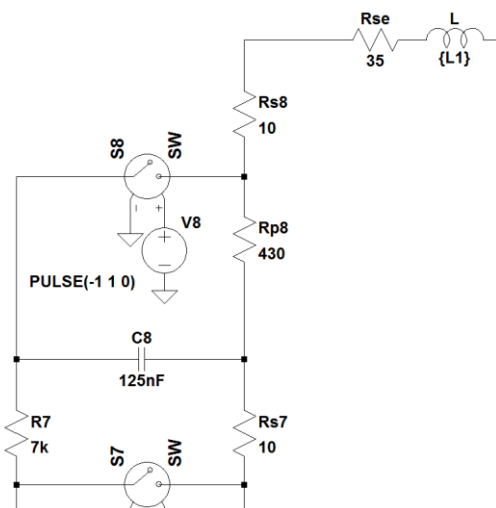 Rse
L
35
{L1}
Rs8
10
S8
SW
V8
Rp8
430
PULSE(-1 1 0)
C8
125nF
R7
7k
Rs7
10
S7
SW